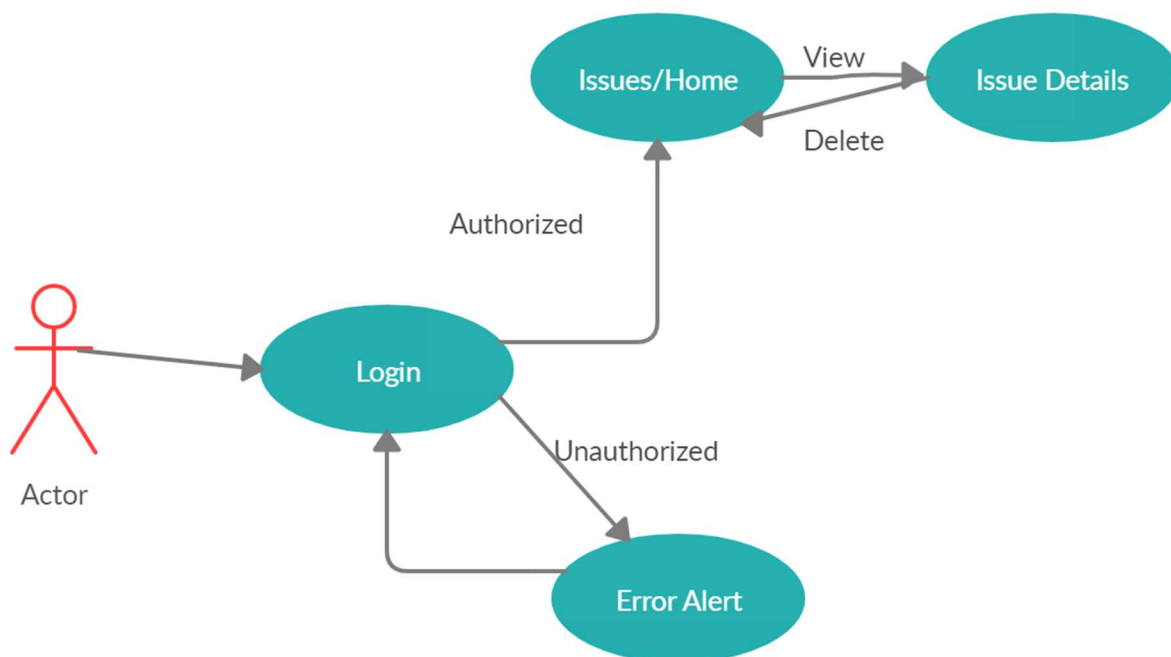 View
Issues/Home
Issue Details
Delete
Authorized
Login
Unauthorized
Actor
Error Alert